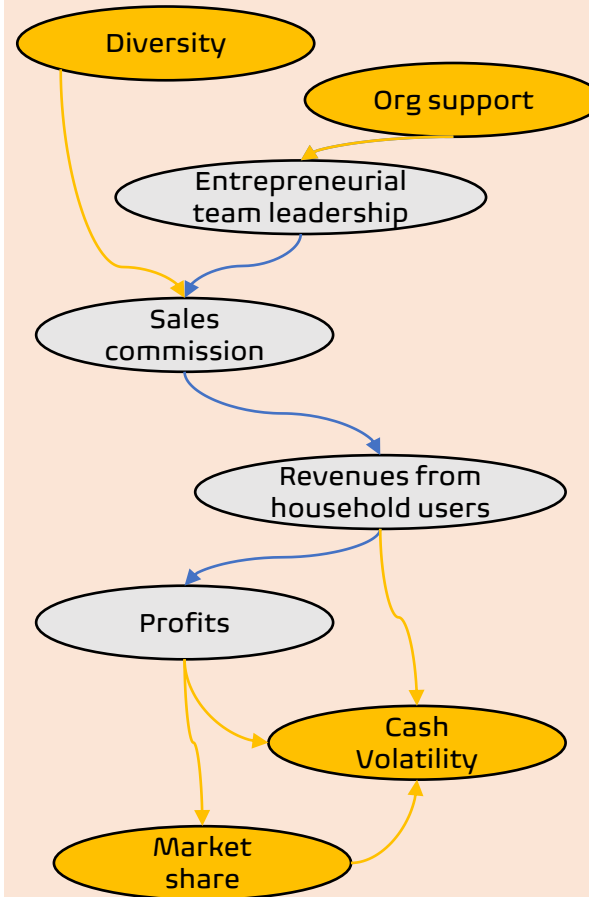 Diversity
Org support
Entrepreneurial
team leadership
Sales
commission
Revenues from
household users
Profits
Cash
Volatility
Market
share